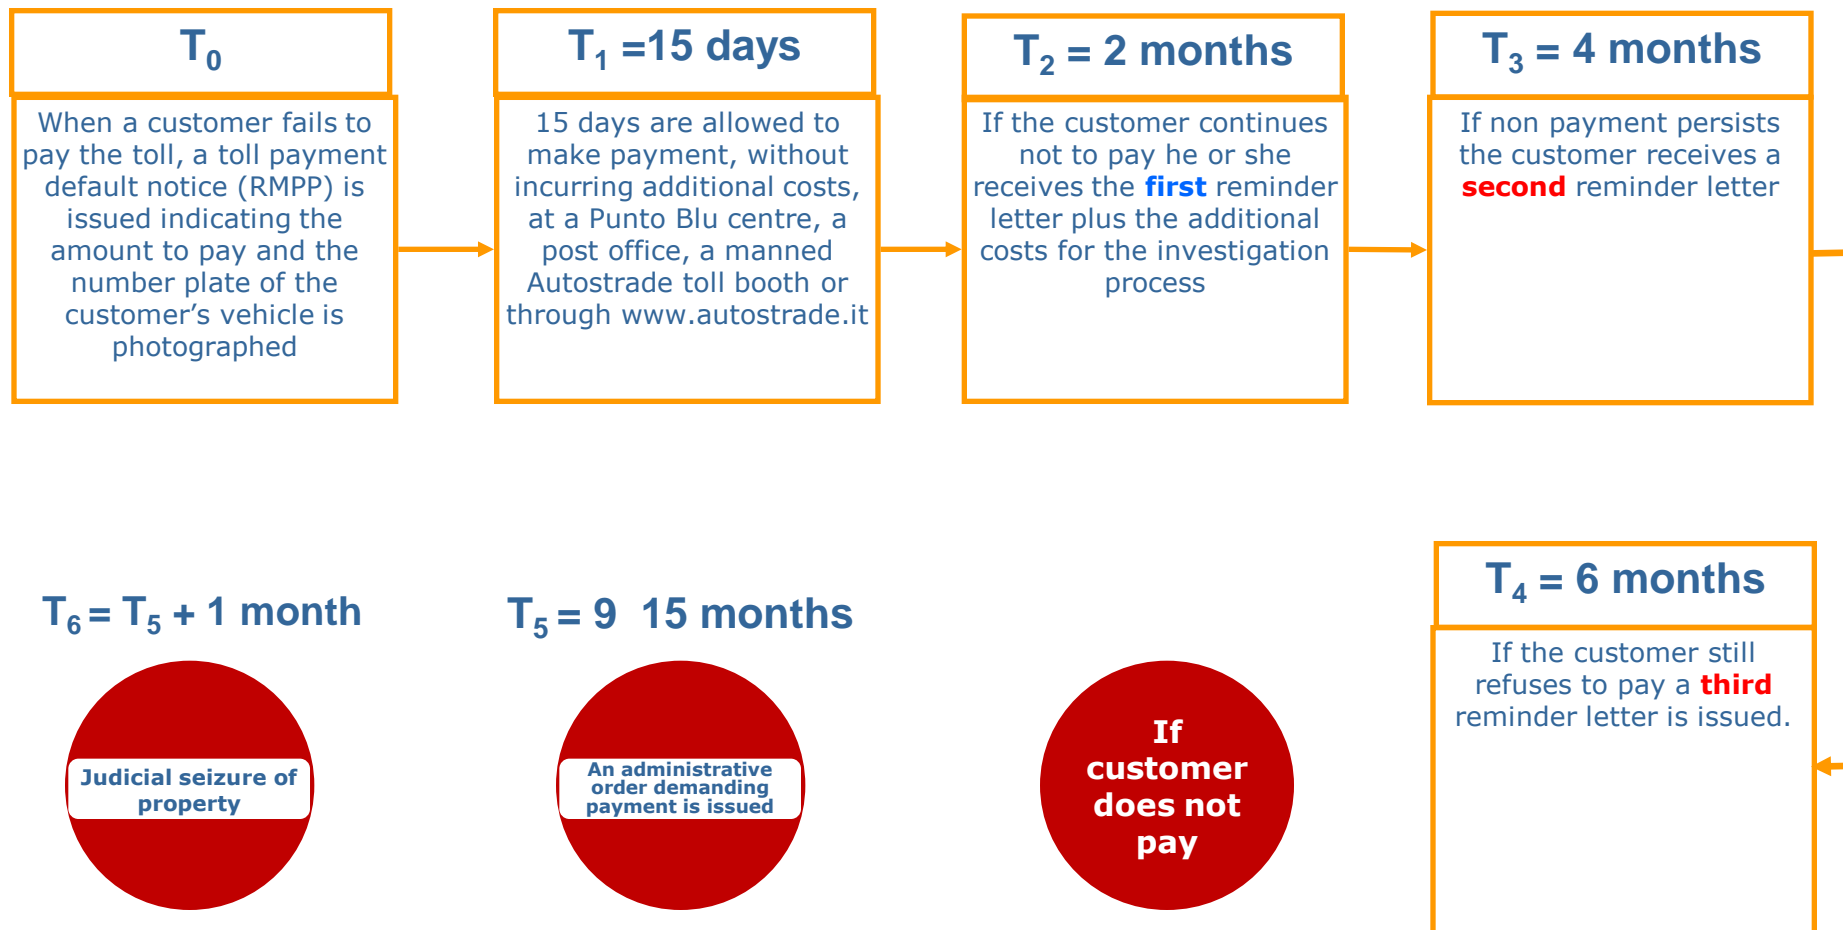 T0
When a customer fails to
pay the toll, a toll payment
default notice (RMPP) is
issued indicating the
amount to pay and the
number plate of the
customer’s vehicle is
photographed
T1 =15 days
15 days are allowed to
make payment, without
incurring additional costs,
at a Punto Blu centre, a
post office, a manned
Autostrade toll booth or
through www.autostrade.it
T2 = 2 months
If the customer continues
not to pay he or she
receives the first reminder
letter plus the additional
costs for the investigation
process
T3 = 4 months
If non payment persists
the customer receives a
second reminder letter
T4 = 6 months
If the customer still
refuses to pay a third
reminder letter is issued.
If
customer
does not
pay
T5 = 9 15 months
An administrative
order demanding
payment is issued
T6 = T5 + 1 month
Judicial seizure of
property